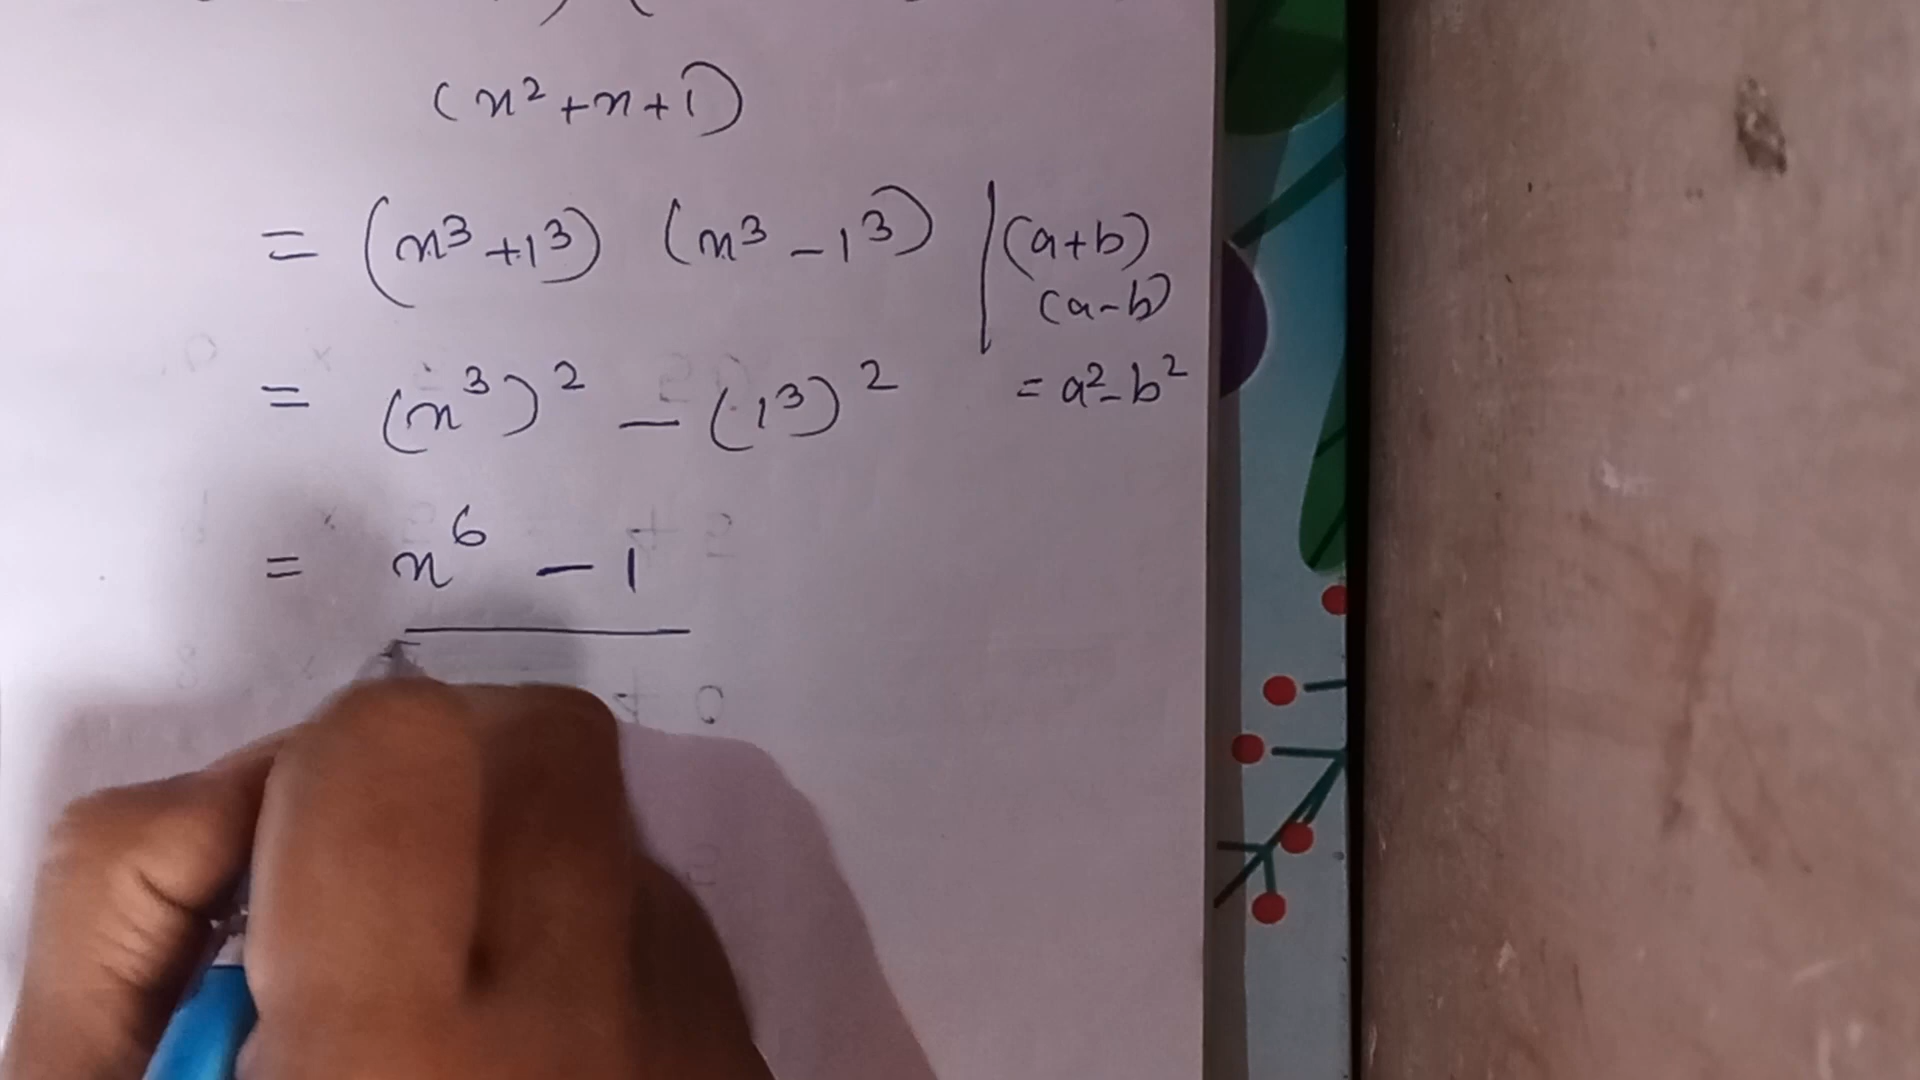 (x² + x + 1)
= (x³ + 1³) (x³ - 1³) | (a+b)
(a-b)
= (x³)² - (1³)² = a² - b²
= x⁶ - 1